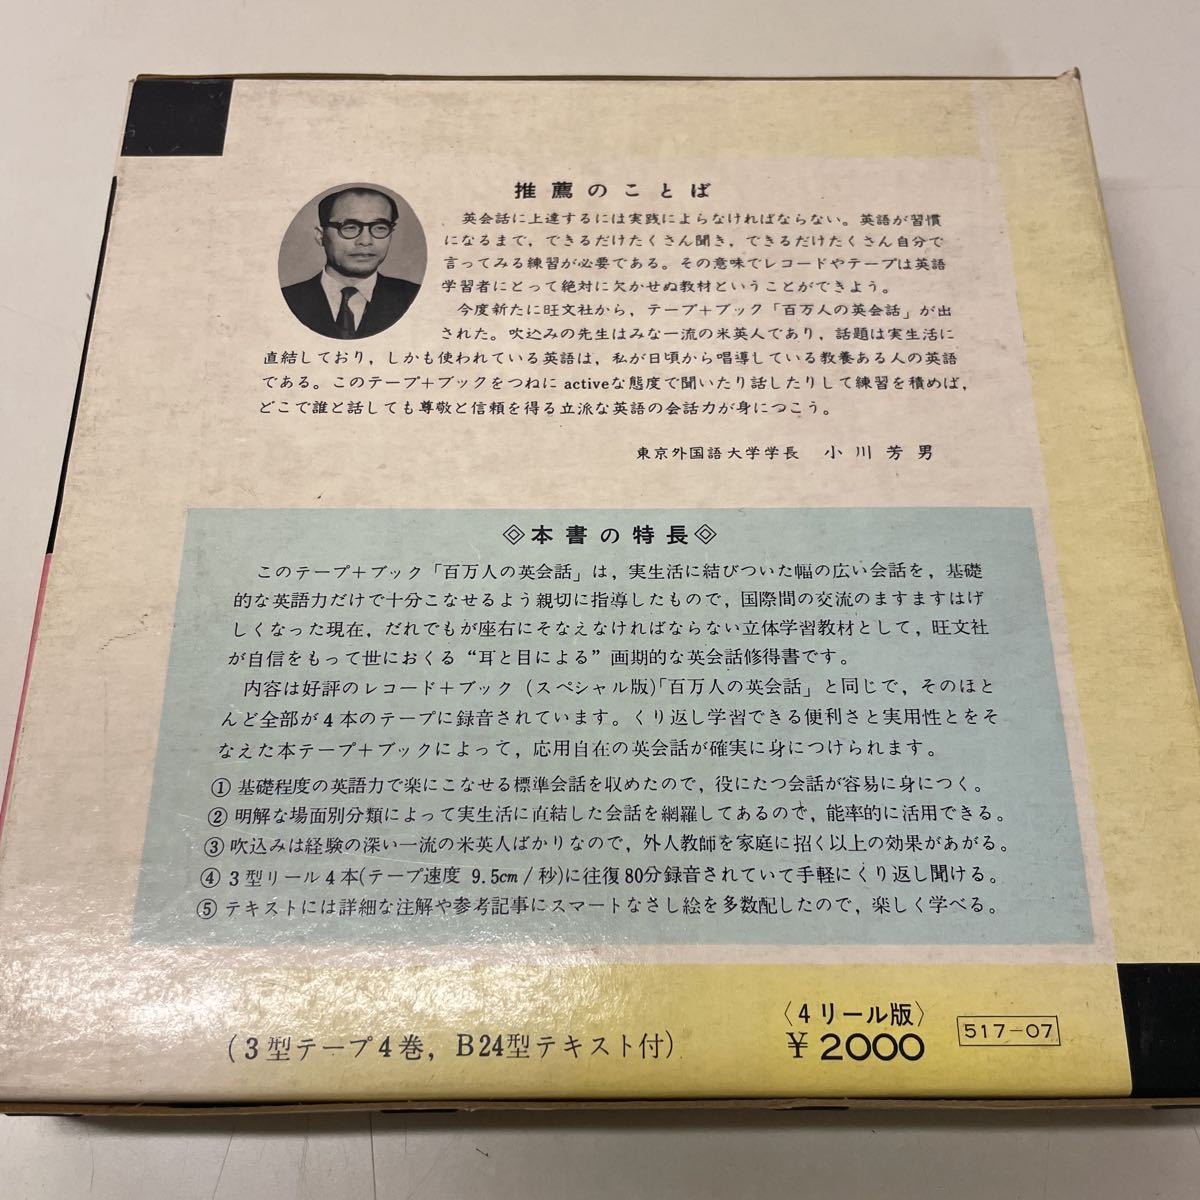 推薦のことば
英会話に上達するには実践によらなければならない。英語が習慣
になるまで，できるだけたくさん聞き，できるだけたくさん自分で
言ってみる練習が必要である。その意味でレコードやテープは英語
学習者にとって絶対に欠かせぬ教材ということができよう。
今度新たに旺文社から，テープ＋ブック「百万人の英会話」が出
された。吹込みの先生はみな一流の米英人であり，話題は実生活に
直結しており，しかも使われている英語は，私が日頃から唱導している教養ある人の英語
である。このテープ＋ブックをつねに activeな態度で聞いたり話したりして練習を積めば，
どこで誰と話しても尊敬と信頼を得る立派な英語の会話力が身につこう。
東京外国語大学学長 小川芳男
◇本書の特長◇
このテープ＋ブック「百万人の英会話」は，実生活に結びついた幅の広い会話を，基礎
的な英語力だけで十分こなせるよう親切に指導したもので，国際間の交流のますますはげ
しくなった現在，だれでもが座右にそなえなければならない立体学習教材として，旺文社
が自信をもって世におくる“耳と目による”画期的な英会話修得書です。
内容は好評のレコード＋ブック（スペシャル版）「百万人の英会話」と同じで，そのほと
んど全部が4本のテープに録音されています。くり返し学習できる便利さと実用性とをそ
なえた本テープ＋ブックによって，応用自在の英会話が確実に身につけられます。
① 基礎程度の英語力で楽にこなせる標準会話を収めたので，役にたつ会話が容易に身につく。
② 明解な場面別分類によって実生活に直結した会話を網羅してあるので，能率的に活用できる。
③ 吹込みは経験の深い一流の米英人ばかりなので，外人教師を家庭に招く以上の効果があがる。
④ 3型リール4本(テープ速度 9.5cm/秒)に往復80分録音されていて手軽にくり返し聞ける。
⑤ テキストには詳細な注解や参考記事にスマートなさし絵を多数配したので，楽しく学べる。
〈4リール版〉
(3型テープ4巻，B24型テキスト付)
¥2000
517-07